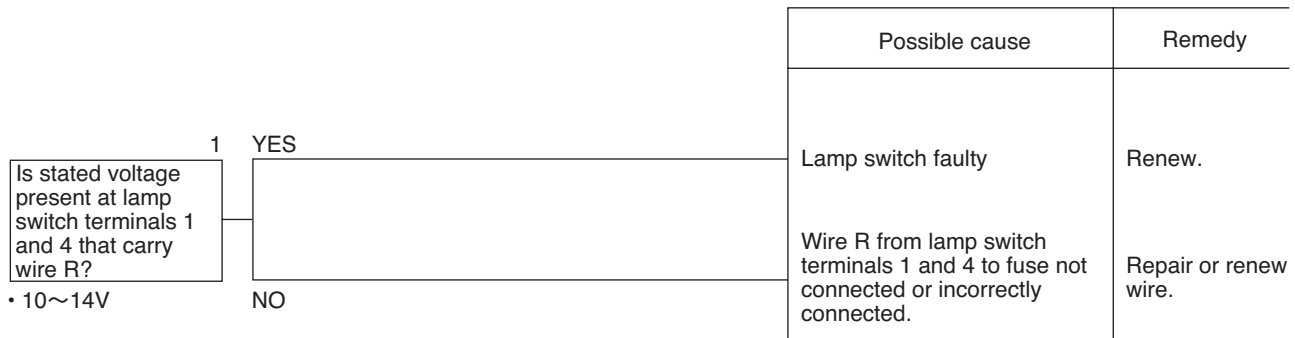 Possible cause
Remedy
1
YES
Is stated voltage
present at lamp
switch terminals 1
and 4 that carry
wire R?
• 10～14V
NO
Lamp switch faulty
Renew.
Wire R from lamp switch
terminals 1 and 4 to fuse not
connected or incorrectly
connected.
Repair or renew
wire.